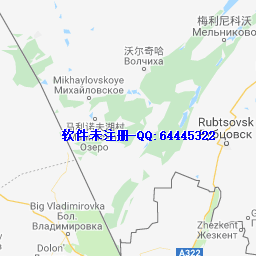 梅利尼科沃
Мельниково
沃尔奇哈
Волчиха
Mikhaylovskoye
Михайловское
马利诺夫湖村
软件未注册-QQ:64445322
Rubtsovsk
Озеро
Big Vladimirovka
Бол.
Владимировка
Dolon
Zhezkent
Жезкент
A322